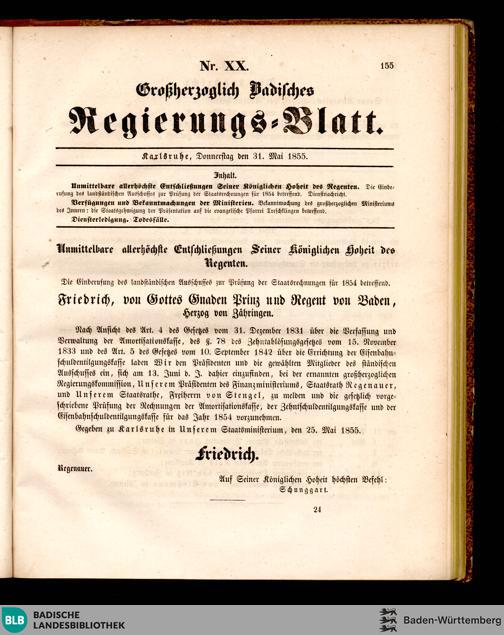 Nr. XX.
155
Großherzoglich Badisches
Regierungs-Blatt.
Karlsruhe, Donnerstag den 31. Mai 1855.
Inhalt.
Unmittelbare allerhöchste Entschließungen Seiner Königlichen Hoheit des Regenten. Die Einbe-
rufung des landständischen Ausschusses zur Prüfung der Staatsrechnungen für 1854 betreffend. Dienstnachricht.
Verfügungen und Bekanntmachungen der Ministerien. Bekanntmachung des großherzoglichen Ministeriums
des Innern: die Staatsgenehmigung der Präsentation auf die evangelische Pfarrei Treschklingen betreffend.
Diensterledigung. Todesfälle.
Unmittelbare allerhöchste Entschließungen Seiner Königlichen Hoheit des
Regenten.
Die Einberufung des landständischen Ausschusses zur Prüfung der Staatsrechnungen für 1854 betreffend.
Friedrich, von Gottes Gnaden Prinz und Regent von Baden,
Herzog von Zähringen.
Nach Ansicht des Art. 4 des Gesetzes vom 31. Dezember 1831 über die Verfassung und
Verwaltung der Amortisationskasse, des §. 78 des Zehntablösungsgesetzes vom 15. November
1833 und des Art. 5 des Gesetzes vom 10. September 1842 über die Errichtung der Eisenbahn-
schuldentilgungskasse laden Wir den Präsidenten und die gewählten Mitglieder des ständischen
Ausschusses ein, sich am 13. Juni d. J. dahier einzufinden, bei der ernannten großherzoglichen
Regierungskommission, Unserem Präsidenten des Finanzministeriums, Staatsrath Regenauer,
und Unserem Staatsrathe, Freiherrn von Stengel, zu melden und die gesetzlich vorge-
schriebene Prüfung der Rechnungen der Amortisationskasse, der Zehntschuldentilgungskasse und der
Eisenbahnschuldentilgungskasse für das Jahr 1854 vorzunehmen.
Gegeben zu Karlsruhe in Unserem Staatsministerium, den 25. Mai 1855.
Friedrich.
Regenauer.
Auf Seiner Königlichen Hoheit höchsten Befehl:
Schunggart.
24
BLB
BADISCHE
LANDESBIBLIOTHEK
Baden-Württemberg